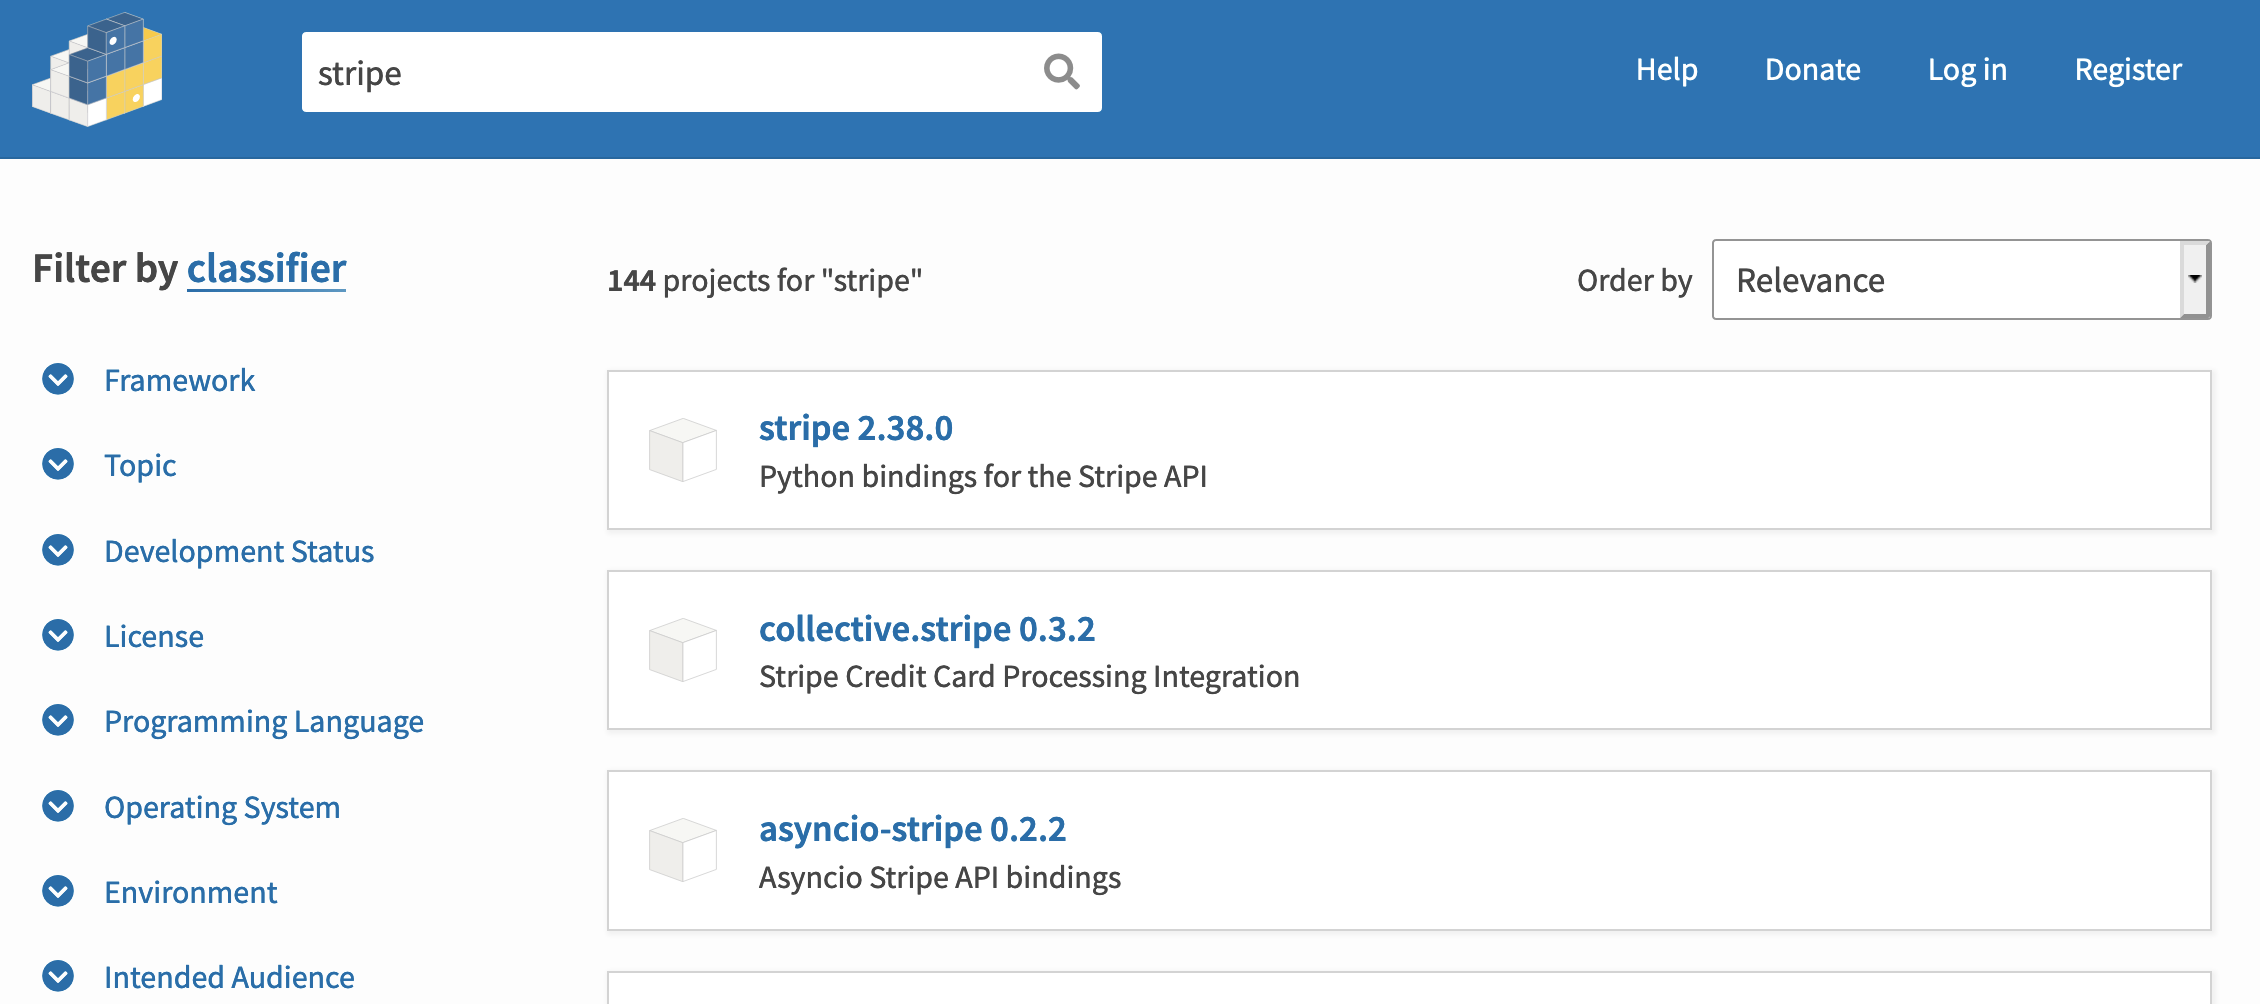 stripe
Help
Donate
Log in
Register
Filter by classifier
Framework
Topic
Development Status
License
Programming Language
Operating System
Environment
Intended Audience
144 projects for "stripe"
Order by
Relevance
stripe 2.38.0
Python bindings for the Stripe API
collective.stripe 0.3.2
Stripe Credit Card Processing Integration
asyncio-stripe 0.2.2
Asyncio Stripe API bindings